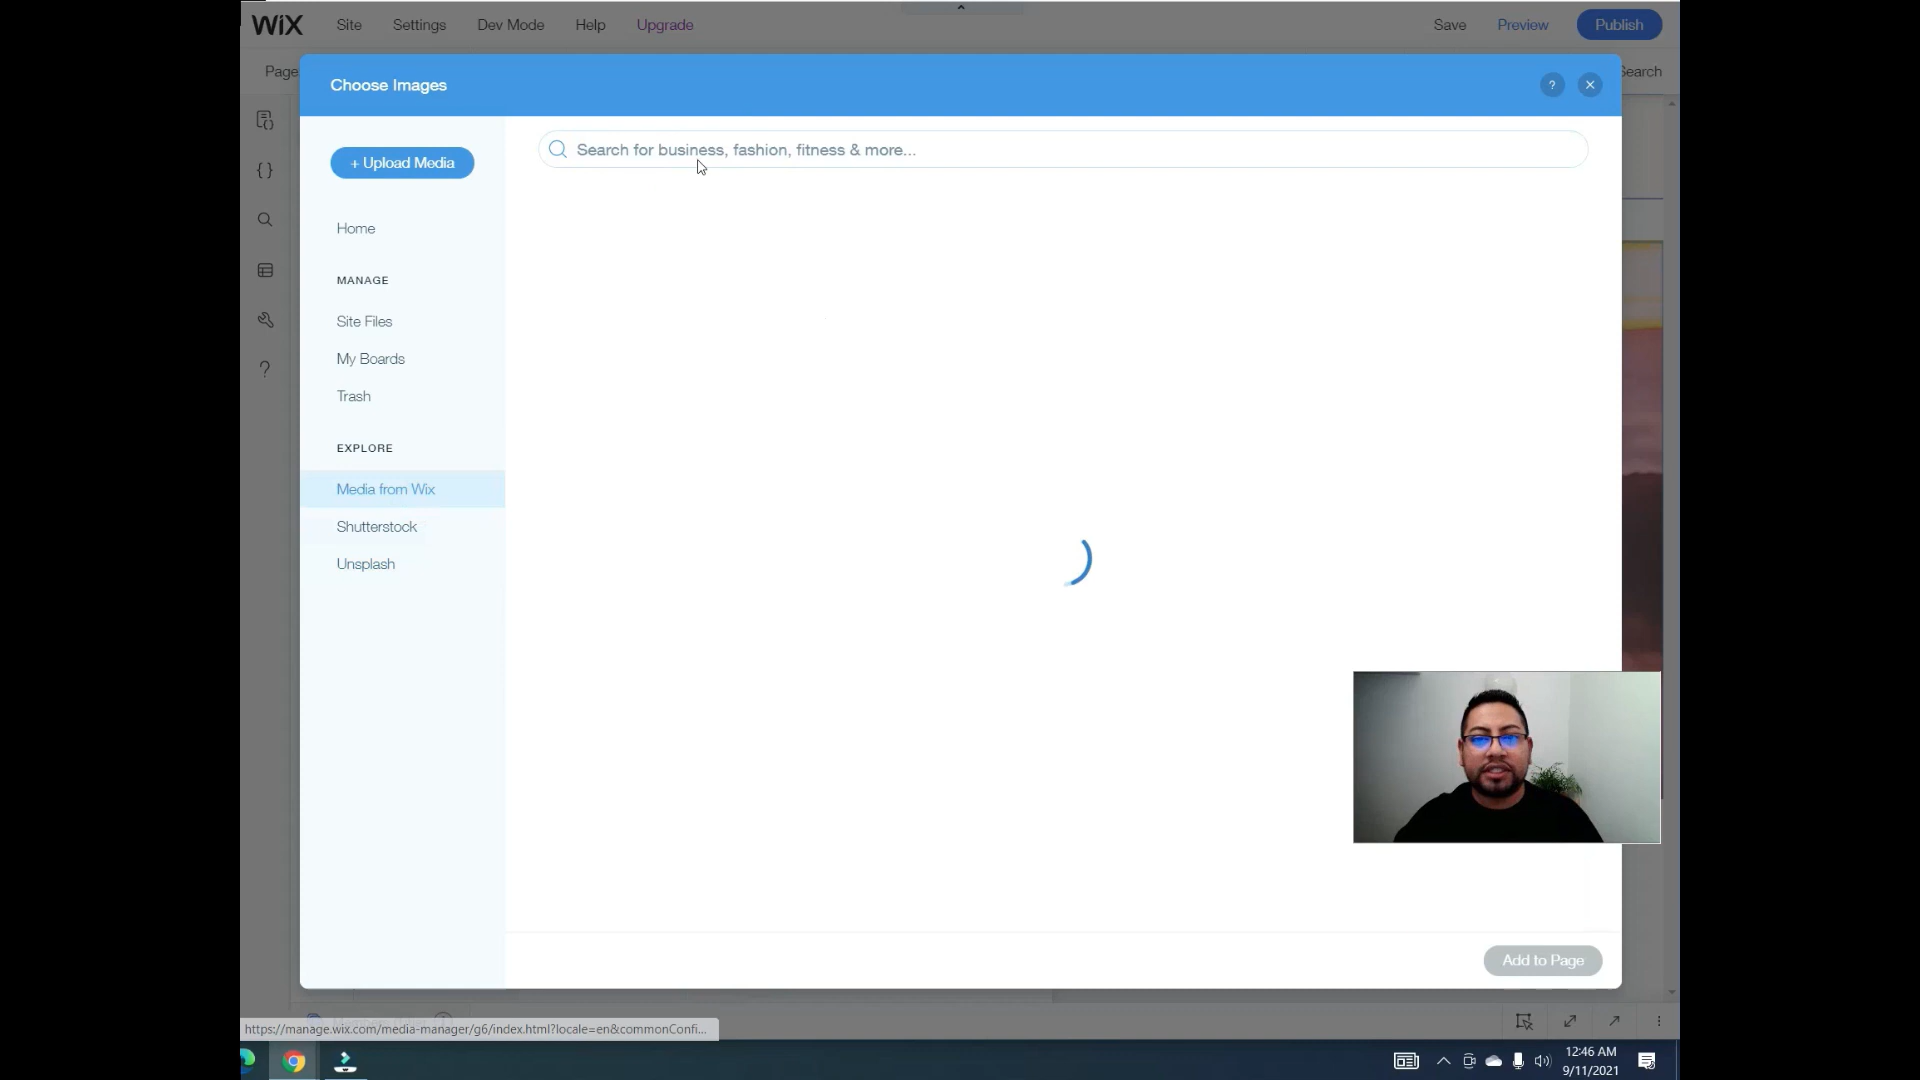 WiX Site Settings Dev Mode Help Upgrade Save Preview Publish
Page
Search
Choose Images
?
+ Upload Media
Search for business, fashion, fitness & more...
Home
MANAGE
Site Files
My Boards
Trash
EXPLORE
Media from Wix
Shutterstock
Unsplash
{}
?
Add to Page
https://manage.wix.com/media-manager/g6/index.html?locale=en&commonConfi...
12:46 AM
9/11/2021